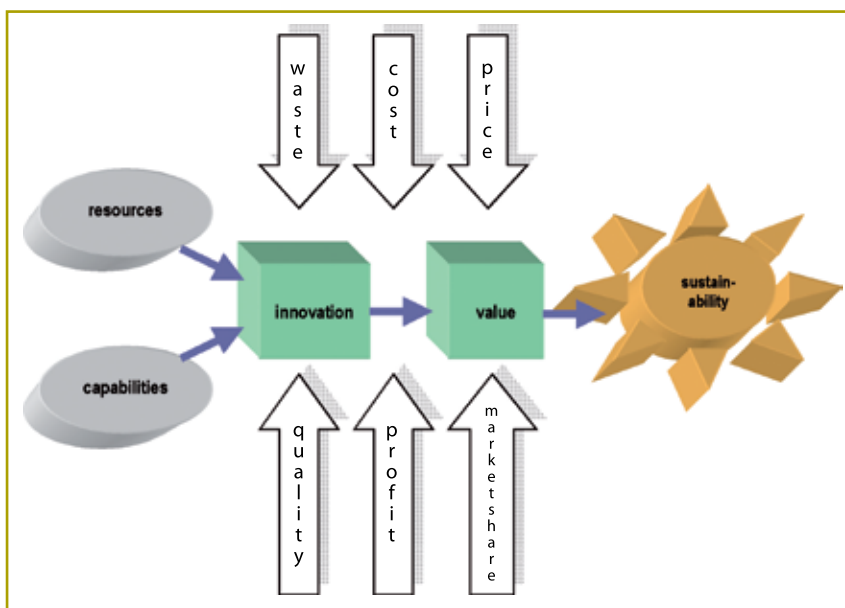 waste
cost
price
resources
innovation
value
sustain-
ability
capabilities
quality
profit
marketshare